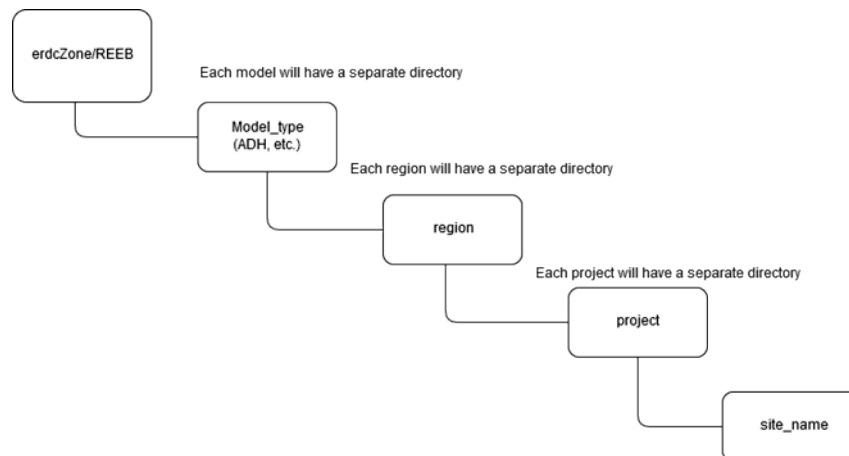 erdcZone/REEB
Each model will have a separate directory
Model_type
(ADH, etc.)
Each region will have a separate directory
region
Each project will have a separate directory
project
site_name